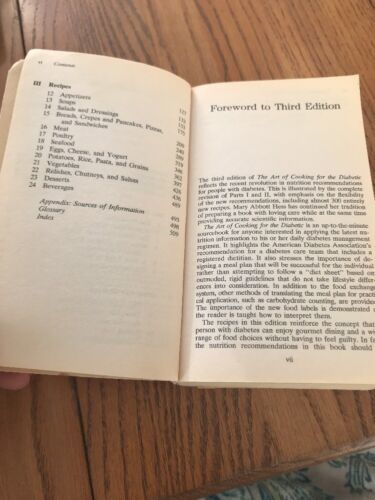 vi Contents
III Recipes
12 Appetizers 127
13 Soups 133
14 Salads and Dressings 153
15 Breads, Crepes and Pancakes, Pizzas,
and Sandwiches 175
16 Meat 209
17 Poultry
18 Seafood
19 Eggs, Cheese, and Yogurt
20 Potatoes, Rice, Pasta, and Grains 362
21 Vegetables 397
22 Relishes, Chutneys, and Salsas
23 Desserts 436
24 Beverages 489
Appendix: Sources of Information 495
Glossary 498
Index 509
Foreword to Third Edition
The third edition of The Art of Cooking for the Diabetic
reflects the recent revolution in nutrition recommendations
for people with diabetes. This is illustrated by the complete
revision of Parts I and II, with emphasis on the flexibility
of the new recommendations, including about 300 entirely
new recipes. Mary Abbott Hess has continued her tradition
of preparing a book with loving care while at the same time
providing accurate scientific information.
The Art of Cooking for the Diabetic is an up-to-the-minute
sourcebook for anyone interested in applying the latest nu-
trition information to his or her daily diabetes management
regimen. It highlights the American Diabetes Association's
recommendation for a diabetes care team that includes a
registered dietitian. It also stresses the importance of de-
signing a meal plan that will be successful for the individual
rather than attempting to follow a "diet sheet" based on
outmoded, rigid guidelines that do not take lifestyle differ-
ences into consideration. In addition to the food exchange
system, other methods of translating the meal plan for practi-
cal application, such as carbohydrate counting, are provided.
The importance of the new food labels is demonstrated a
the reader is taught how to interpret them.
The recipes in this edition reinforce the concept that
person with diabetes can enjoy gourmet dining and a w
range of food choices without having to feel guilty. In fa
the nutrition recommendations in this book should
vii